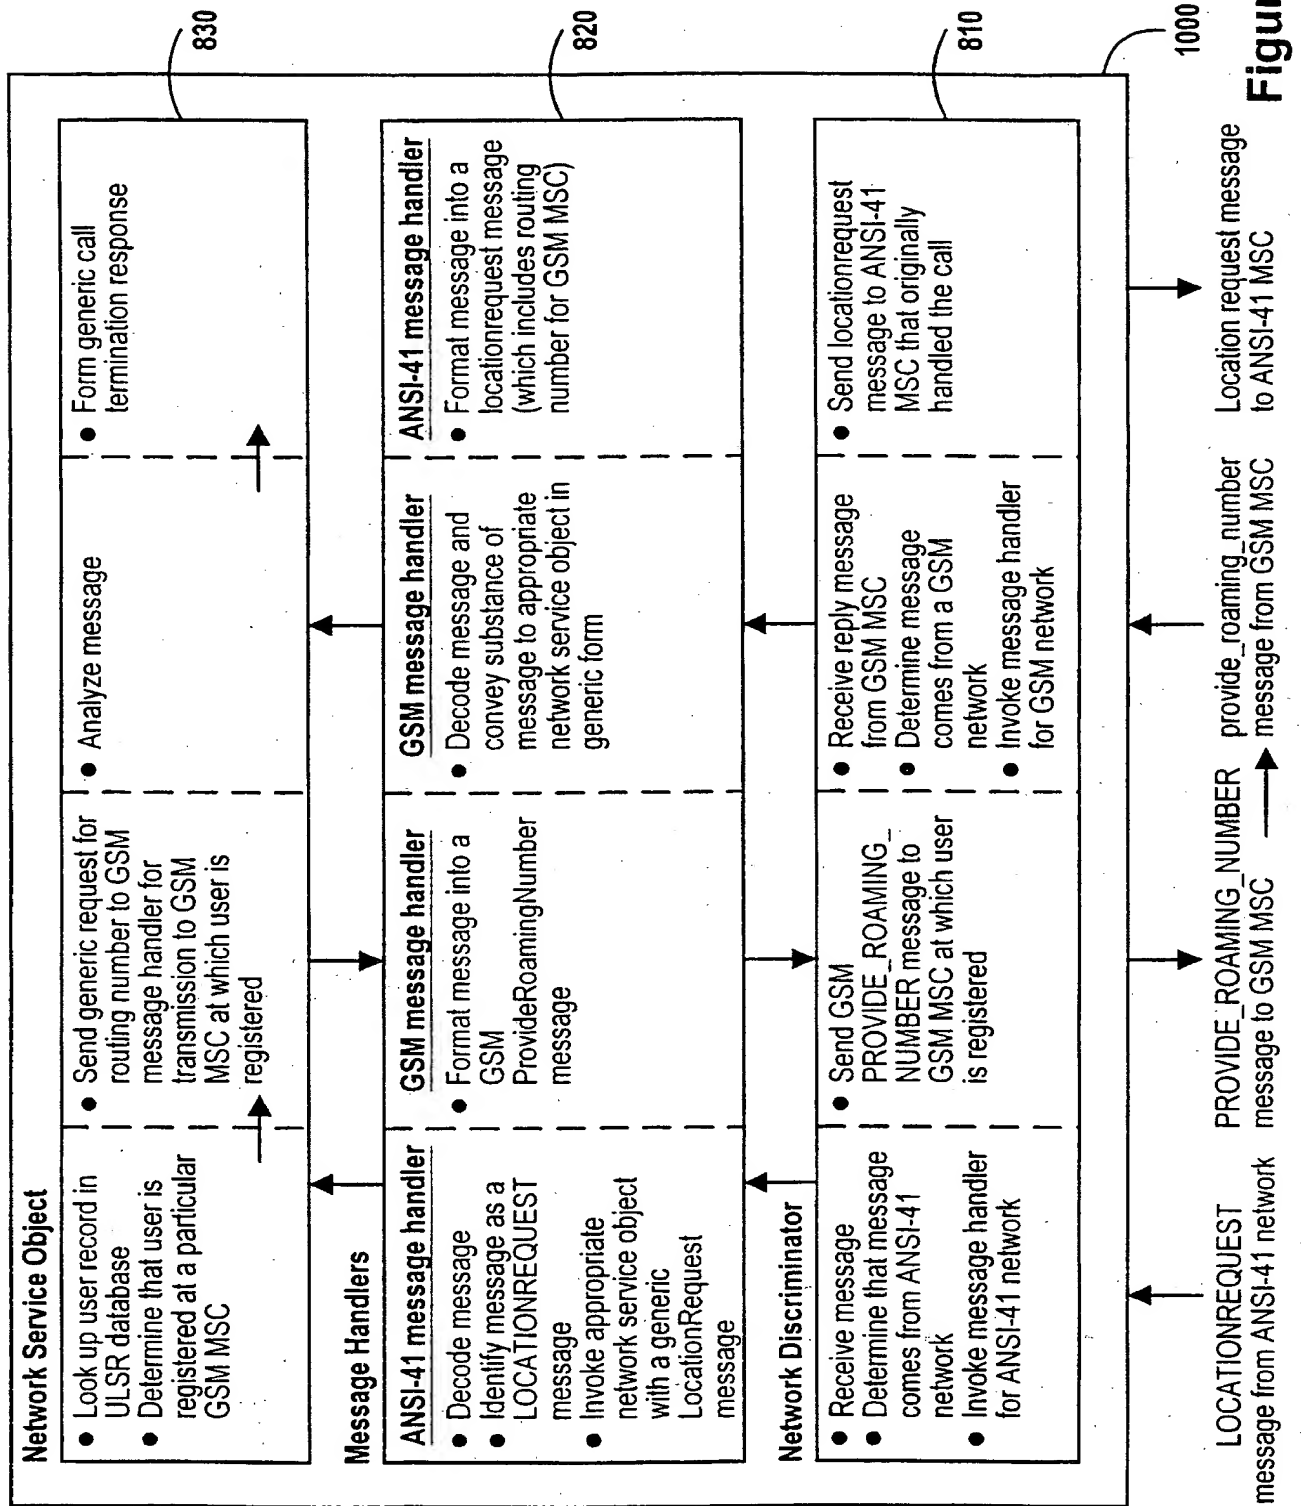 Network Service Object
● Look up user record in
ULSR database
● Determine that user is
registered at a particular
GSM MSC
● Send generic request for
routing number to GSM
message handler for
transmission to GSM
MSC at which user is
registered
● Analyze message
● Form generic call
termination response
830
Message Handlers
ANSI-41 message handler
● Decode message
● Identify message as a
LOCATIONREQUEST
message
● Invoke appropriate
network service object
with a generic
LocationRequest
message
GSM message handler
● Format message into a
GSM
ProvideRoamingNumber
message
GSM message handler
● Decode message and
convey substance of
message to appropriate
network service object in
generic form
ANSI-41 message handler
● Format message into a
locationrequest message
(which includes routing
number for GSM MSC)
820
Network Discriminator
● Receive message
● Determine that message
comes from ANSI-41
network
● Invoke message handler
for ANSI-41 network
● Send GSM
PROVIDE_ROAMING_
NUMBER message to
GSM MSC at which user
is registered
● Receive reply message
from GSM MSC
● Determine message
comes from a GSM
network
● Invoke message handler
for GSM network
● Send locationrequest
message to ANSI-41
MSC that originally
handled the call
810
1000
LOCATIONREQUEST
message from ANSI-41 network
PROVIDE_ROAMING_NUMBER
message to GSM MSC
provide_roaming_number
message from GSM MSC
Location request message
to ANSI-41 MSC